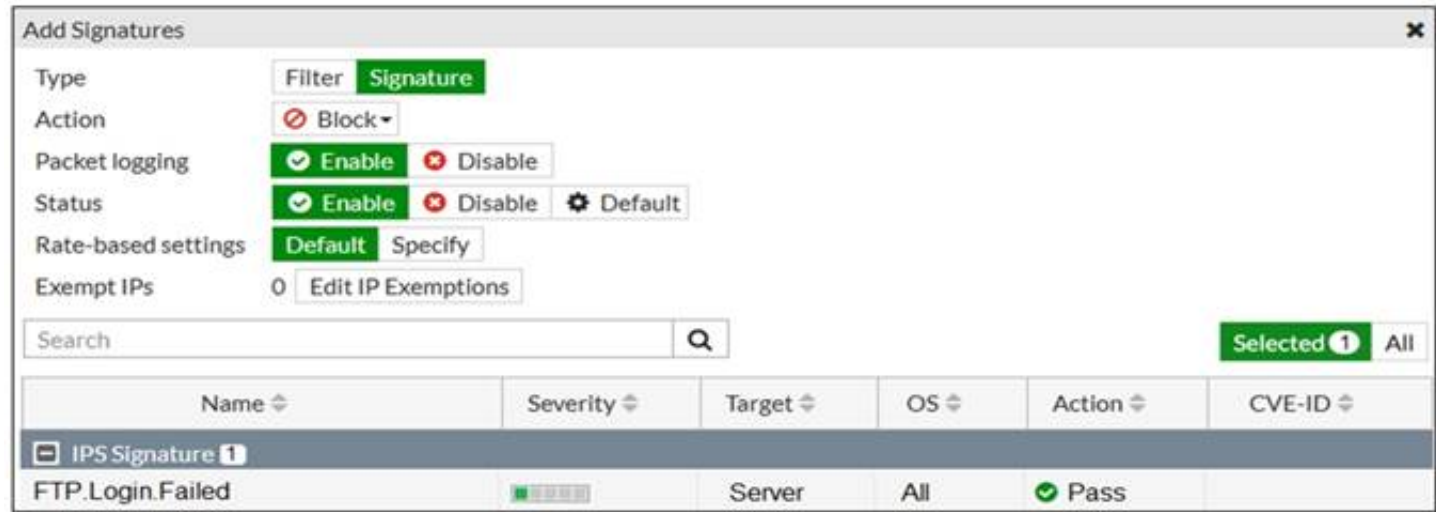 Add Signatures
Type Filter Signature
Action Block
Packet logging Enable Disable
Status Enable Disable Default
Rate-based settings Default Specify
Exempt IPs 0 Edit IP Exemptions
Search Selected 1 All
Name Severity Target OS Action CVE-ID
IPS Signature 1
FTP.Login.Failed Server All Pass